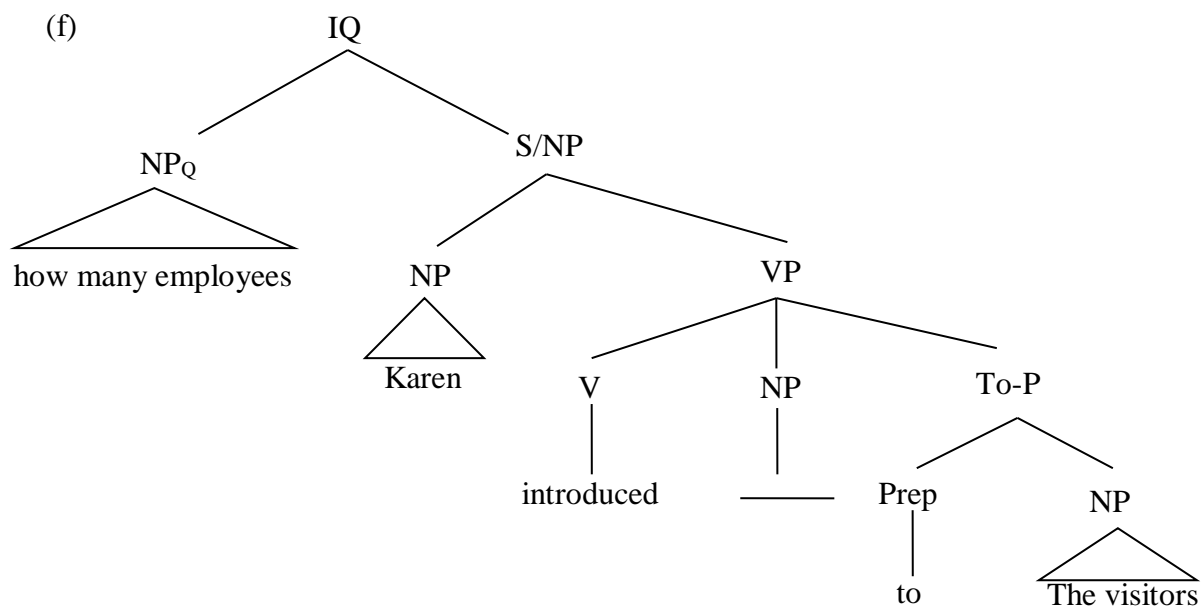 (f)
IQ
NPQ
S/NP
how many employees
NP
VP
Karen
V
NP
To-P
introduced
Prep
NP
to
The visitors